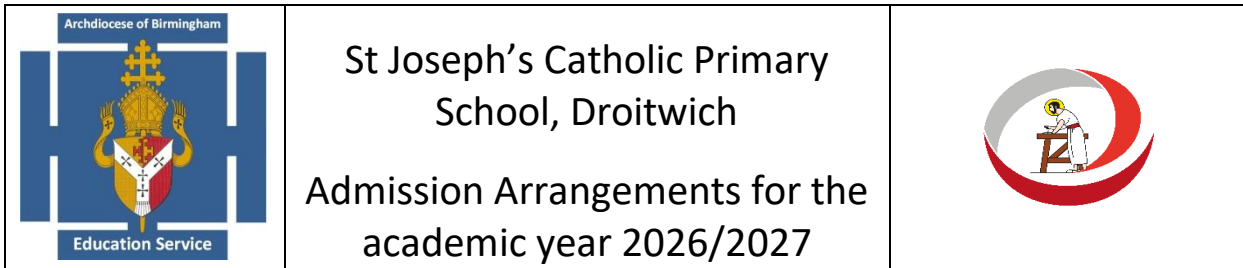 Archdiocese of Birmingham
Education Service
St Joseph’s Catholic Primary
School, Droitwich
Admission Arrangements for the
academic year 2026/2027